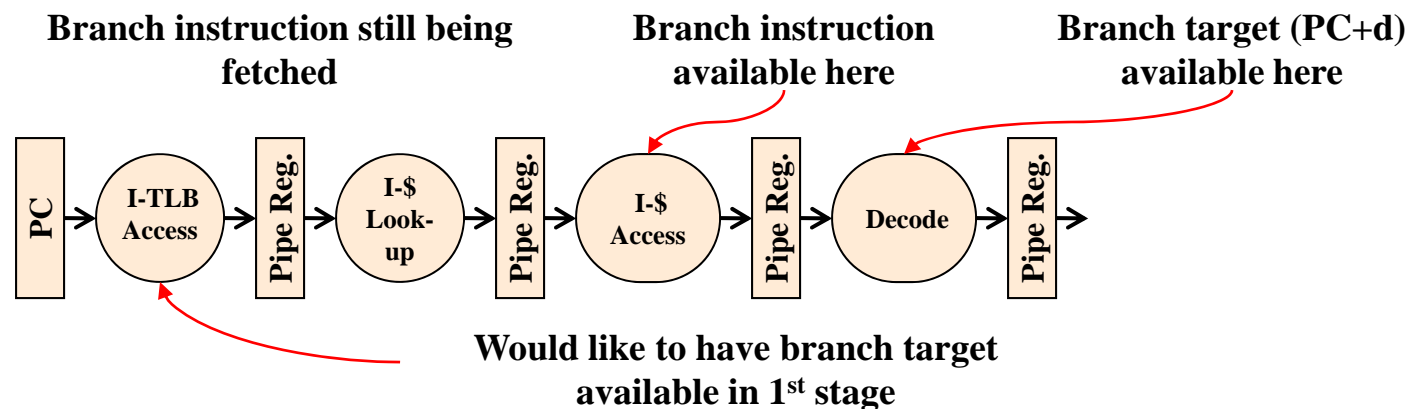 Branch instruction still being
fetched
Branch instruction
available here
Branch target (PC+d)
available here
PC
I-TLB
Access
Pipe Reg.
I-$
Look-
up
Pipe Reg.
I-$
Access
Pipe Reg.
Decode
Pipe Reg.
Would like to have branch target
available in 1st stage